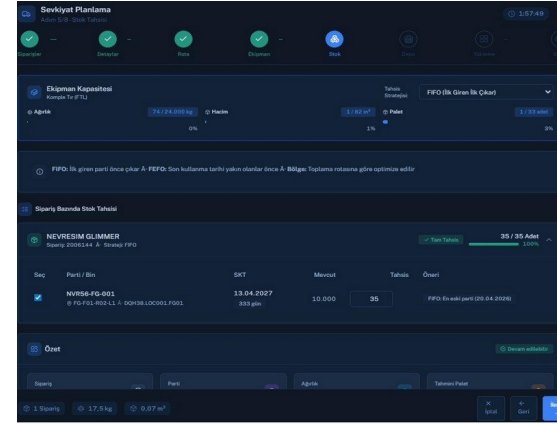 Sevkiyat Planlama
Adım 5/8 · Stok Tahsisi
1:57:49
Siparişler
Detaylar
Rota
Ekipman
Stok
Ekipman Kapasitesi
Komple Tır (FTL)
Tahsis Stratejisi:
FIFO (İlk Giren İlk Çıkar)
Ağırlık
74 / 24.000 kg
0%
Hacim
1 / 82 m³
1%
Palet
1 / 33 adet
3%
FIFO: İlk giren parti önce çıkar Â· FEFO: Son kullanma tarihi yakın olanlar önce Â· Bölge: Toplama rotasına göre optimize edilir
Sipariş Bazında Stok Tahsisi
NEVRESIM GLIMMER
Sipariş: 2006144 Â· Strateji: FIFO
Tam Tahsis
35 / 35 Adet
100%
Seç Parti / Bin SKT Mevcut Tahsis Öneri
NVRS6-FG-001
FG-F01-R02-L1 Â· DQH38.LOC001.FG01
13.04.2027
333 gün
10.000
35
FIFO: En eski parti (20.04.2026)
Özet
Devam edilebilir
Sipariş
Parti
Ağırlık
Tahmini Palet
1 Sipariş
17,5 kg
0,07 m³
İptal
Geri